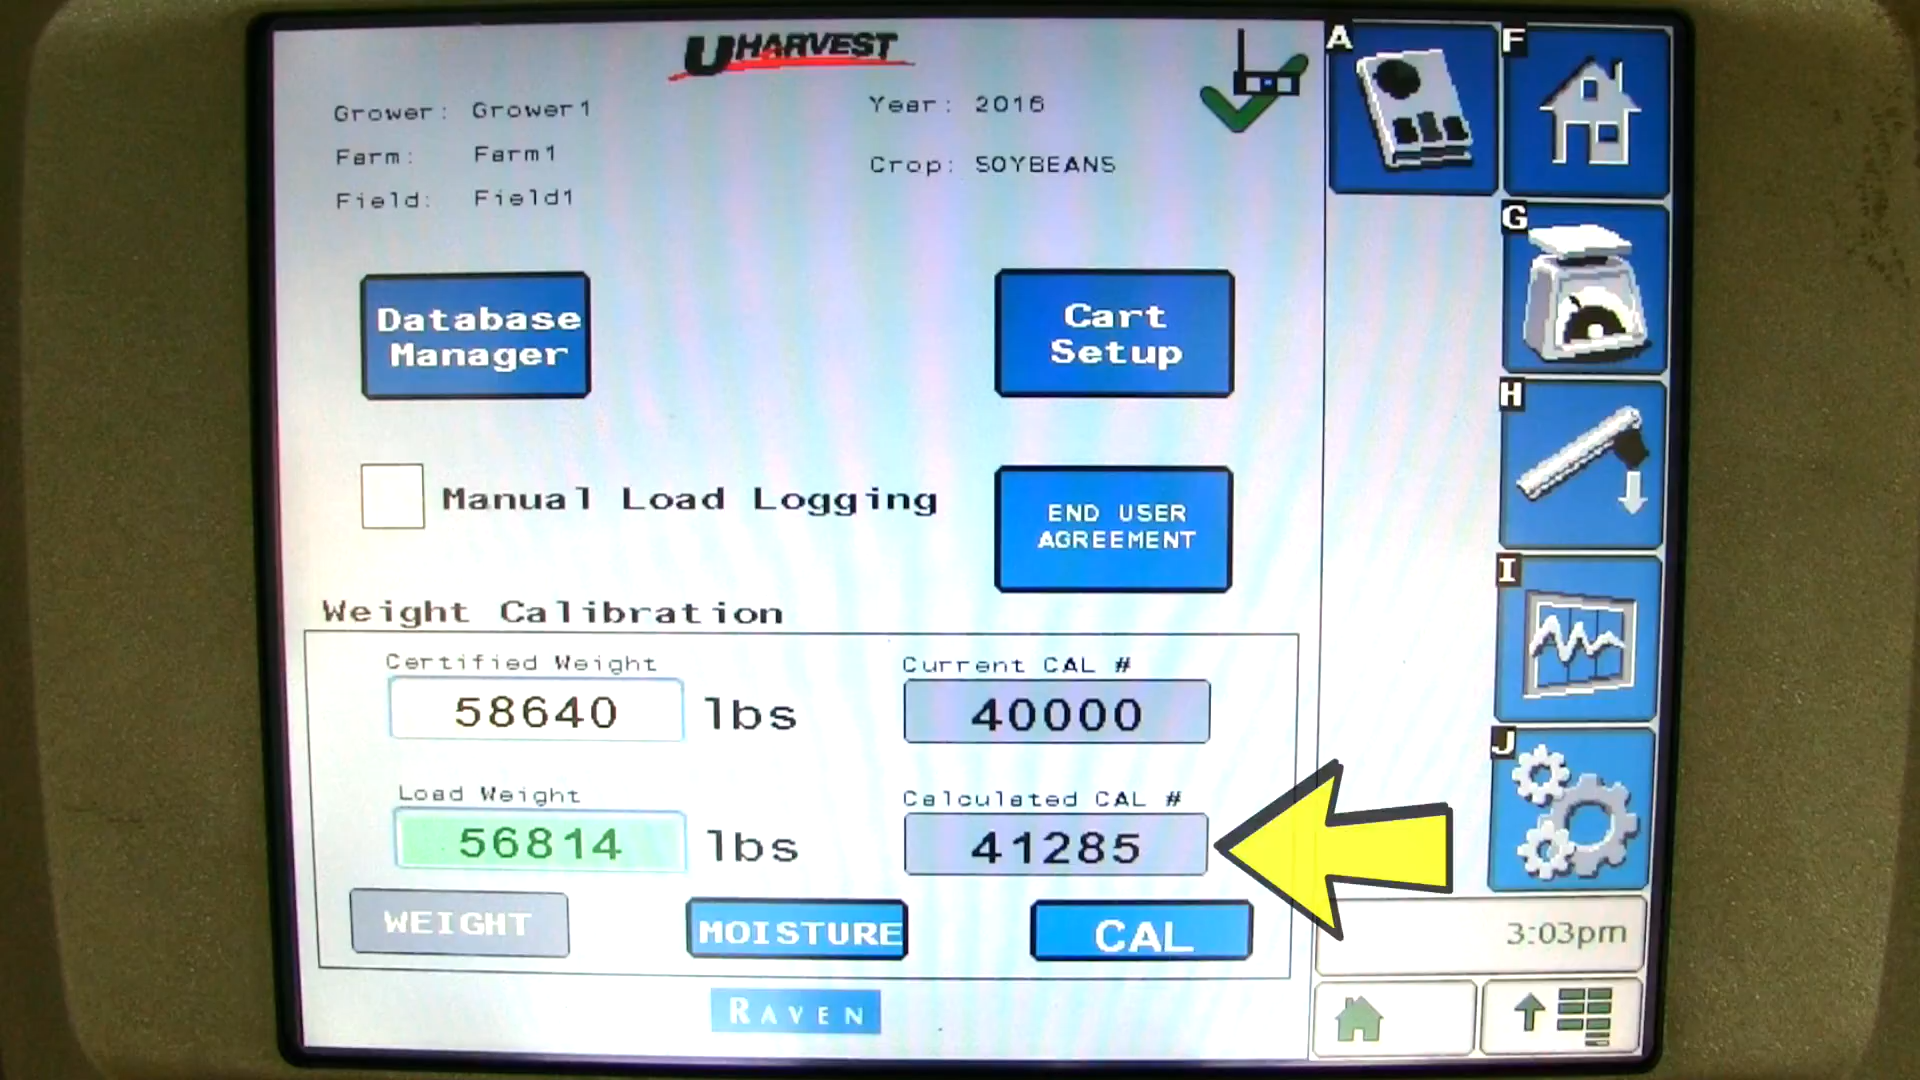 UHARVEST
Grower: Grower1
Farm: Farm1
Field: Field1
Year: 2016
Crop: SOYBEANS
Database
Manager
Cart
Setup
Manual Load Logging
END USER
AGREEMENT
Weight Calibration
Certified Weight
58640 lbs
Current CAL #
40000
Load Weight
56814 lbs
Calculated CAL #
41285
WEIGHT
MOISTURE
CAL
RAVEN
A
F
G
H
I
J
3:03pm